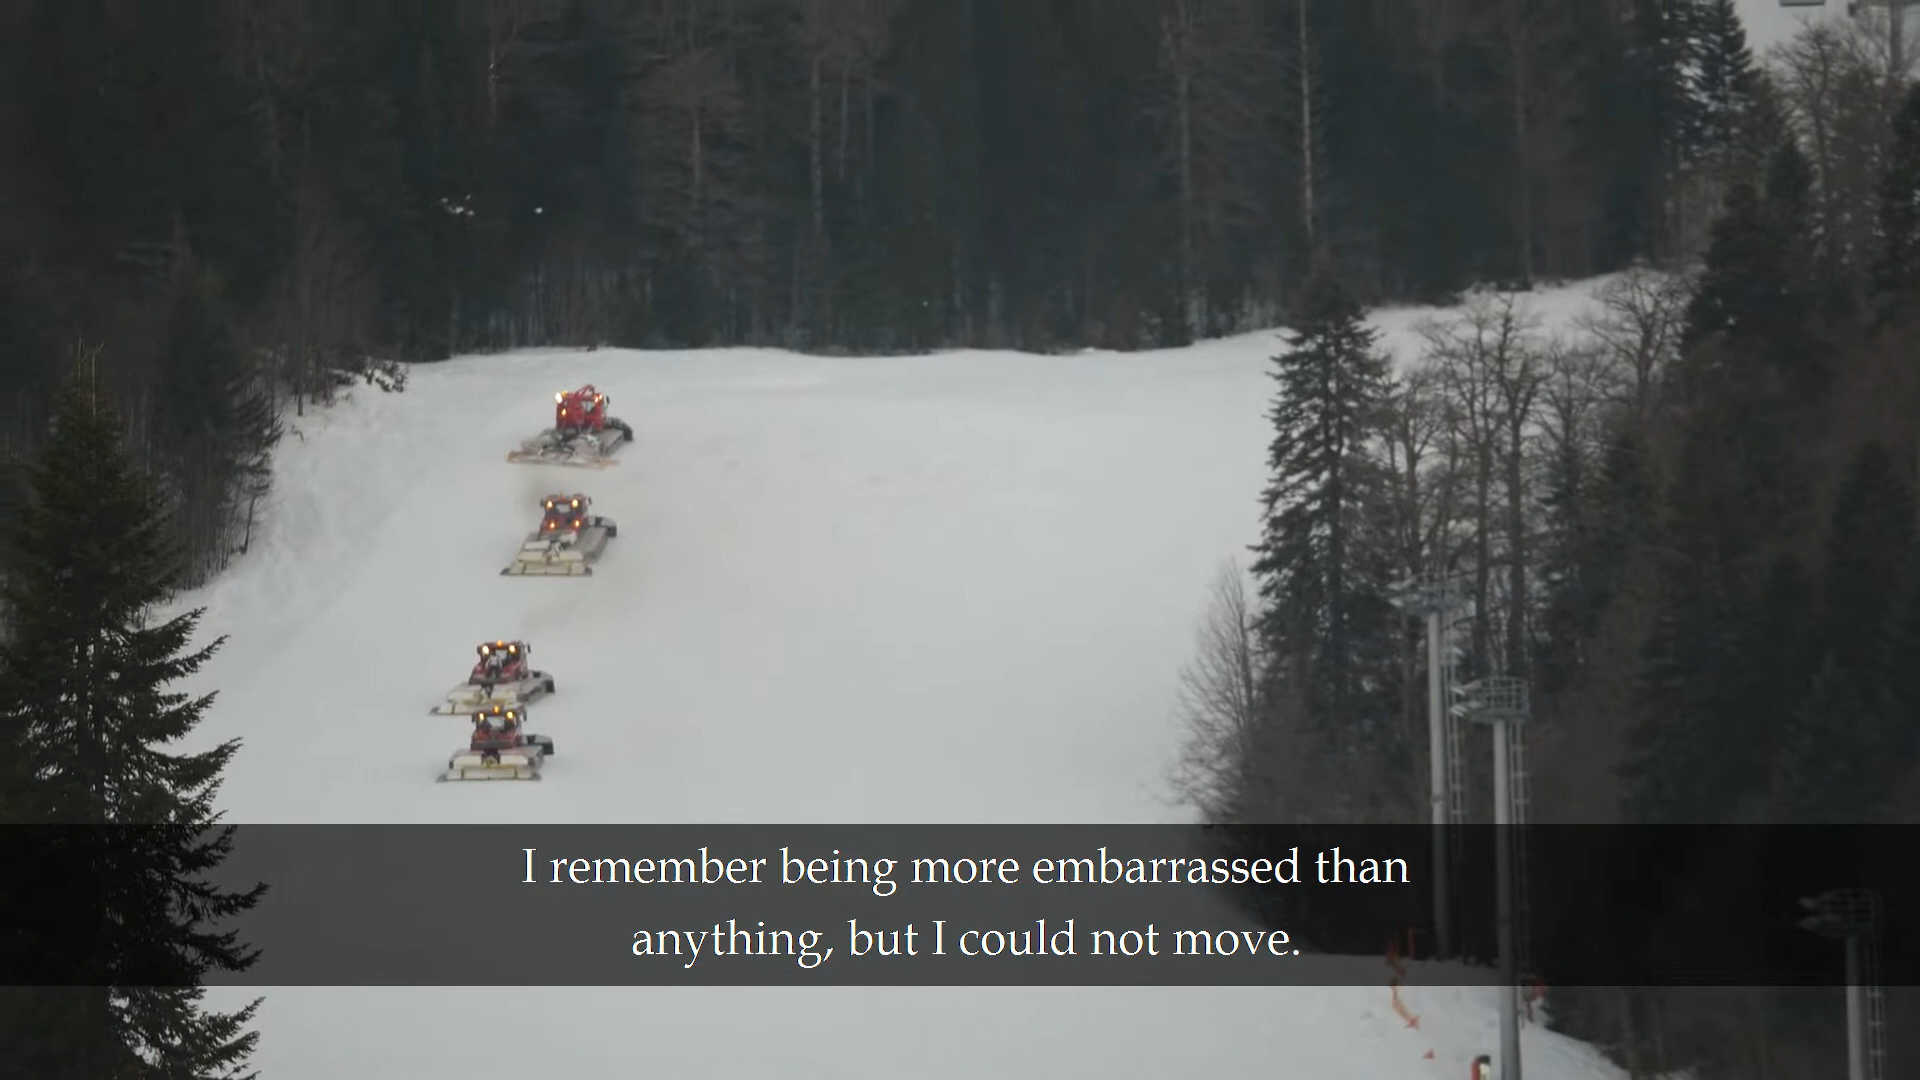 I remember being more embarrassed than
anything, but I could not move.